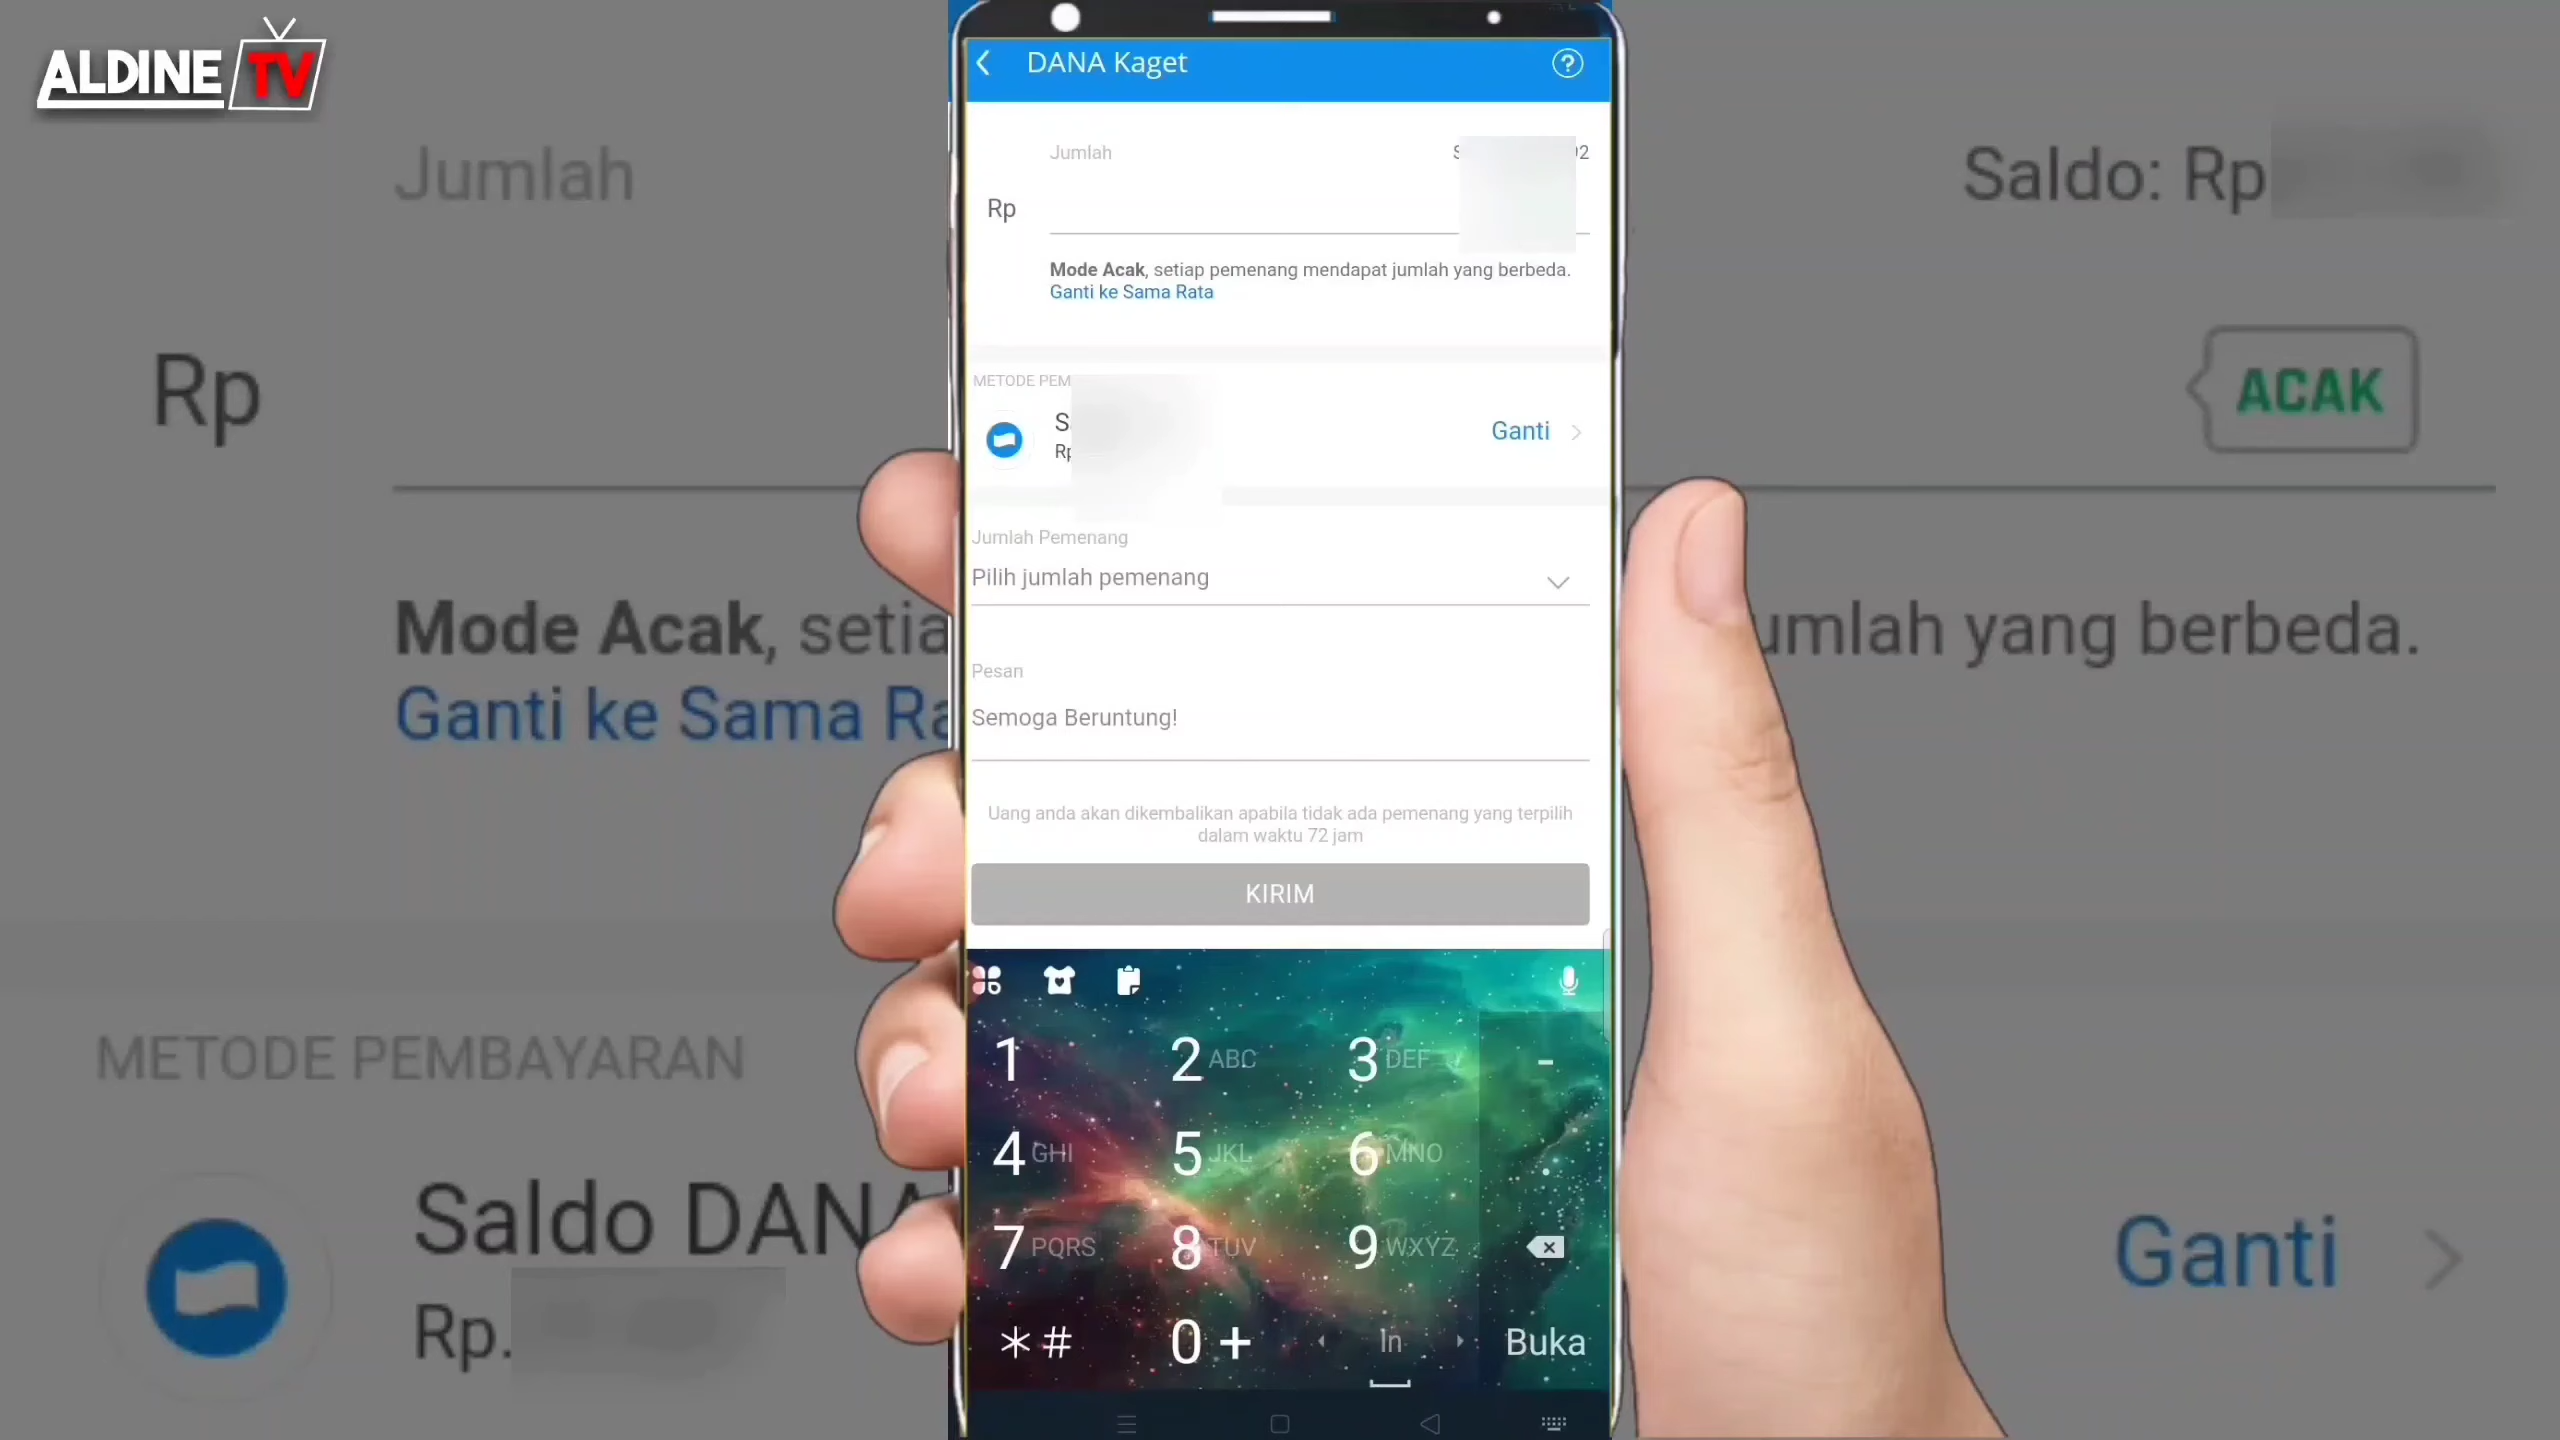 ALDINE TV
DANA Kaget
?
Jumlah
Rp
Mode Acak, setiap pemenang mendapat jumlah yang berbeda.
Ganti ke Sama Rata
METODE PEM
Ganti
Jumlah Pemenang
Pilih jumlah pemenang
Pesan
Semoga Beruntung!
Uang anda akan dikembalikan apabila tidak ada pemenang yang terpilih
dalam waktu 72 jam
KIRIM
1 2 ABC 3 DEF -
4 GHI 5 JKL 6 MNO .
7 PQRS 8 TUV 9 WXYZ
*# 0 + In Buka
Jumlah
Saldo: Rp
Rp
ACAK
Mode Acak, setia
umlah yang berbeda.
Ganti ke Sama Ra
METODE PEMBAYARAN
Saldo DANA
Rp.
Ganti